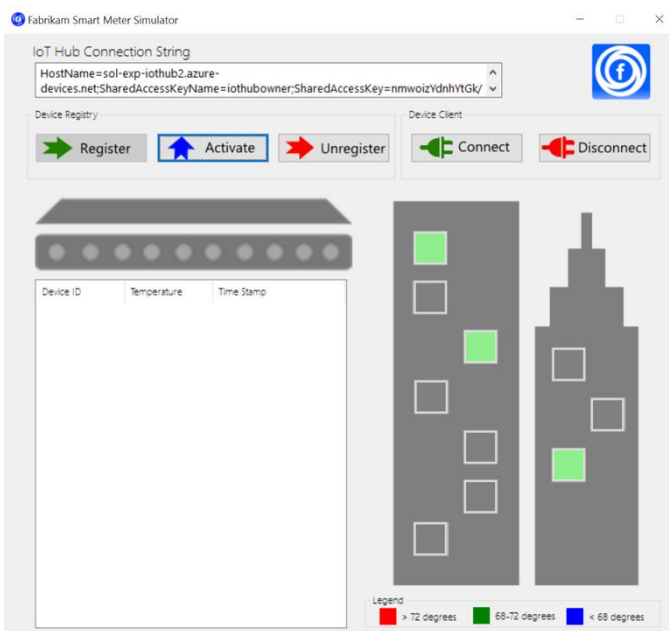 Fabrikam Smart Meter Simulator
IoT Hub Connection String
HostName=sol-exp-iothub2.azure-
devices.net;SharedAccessKeyName=iothubowner;SharedAccessKey=nmwoizYdnhYtGk/
Device Registry
Device Client
Register
Activate
Unregister
Connect
Disconnect
Device ID Temperature Time Stamp
Legend
> 72 degrees 68-72 degrees < 68 degrees